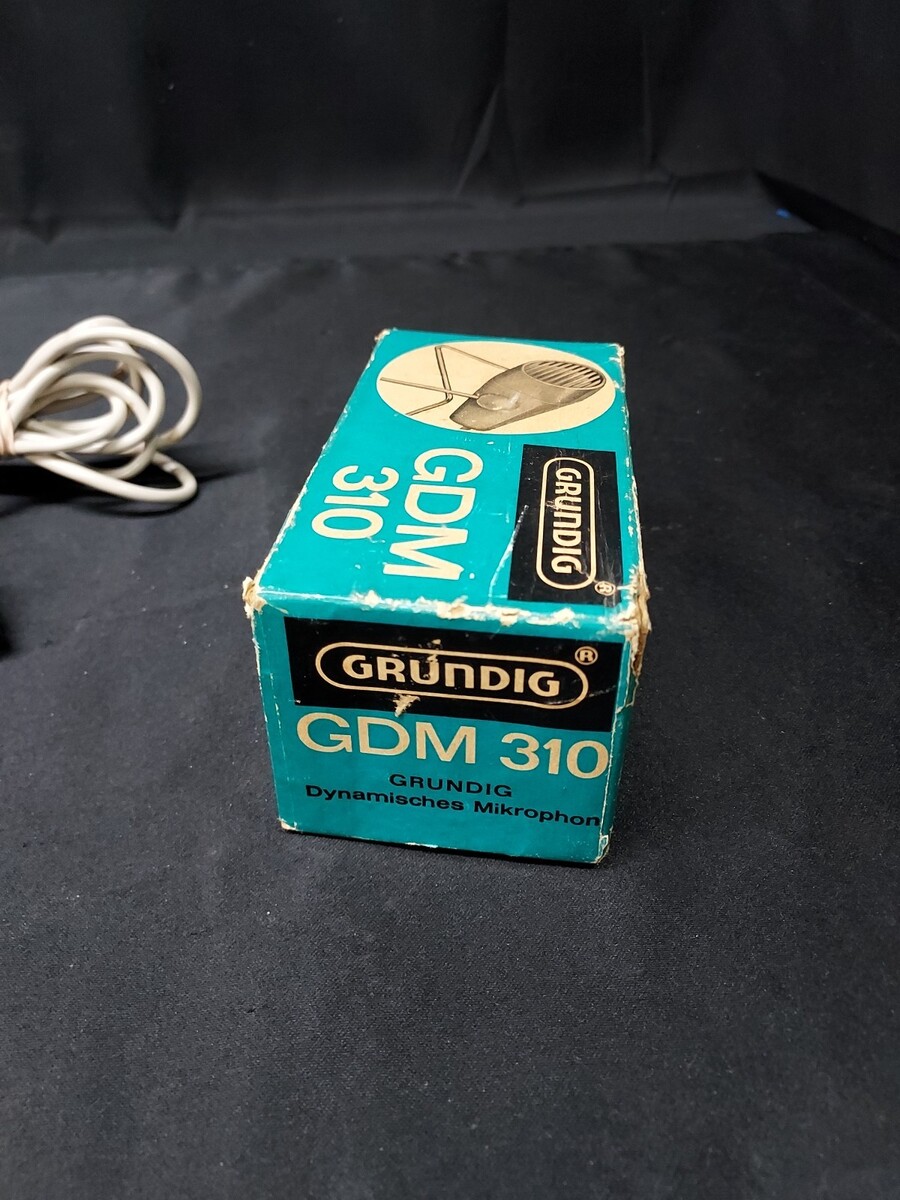 GDM
310
GRUNDIG
®
GRUNDIG ®
GDM 310
GRUNDIG
Dynamisches Mikrophon